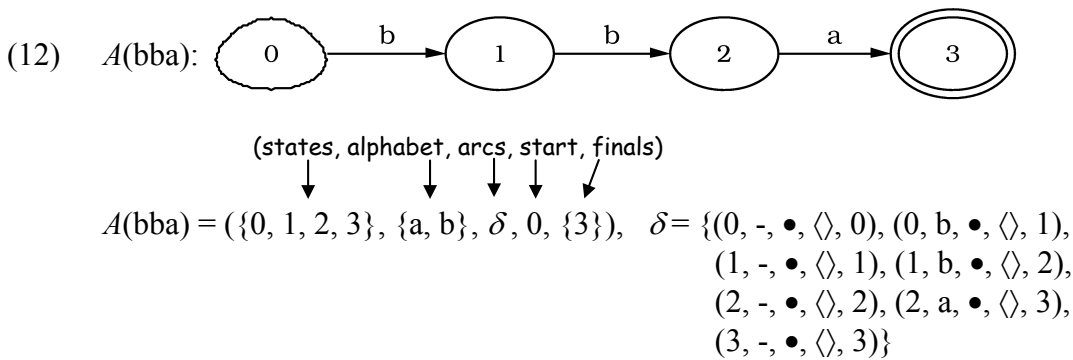 (12) A(bba): 0 b 1 b 2 a 3
(states, alphabet, arcs, start, finals)
A(bba) = ({0, 1, 2, 3}, {a, b}, δ, 0, {3}), δ = {(0, -, •, ⟨⟩, 0), (0, b, •, ⟨⟩, 1),
(1, -, •, ⟨⟩, 1), (1, b, •, ⟨⟩, 2),
(2, -, •, ⟨⟩, 2), (2, a, •, ⟨⟩, 3),
(3, -, •, ⟨⟩, 3)}